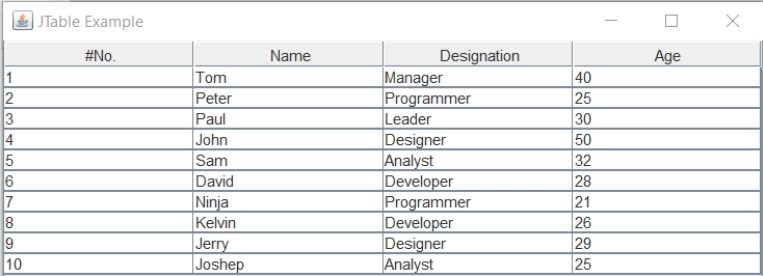 JTable Example
#No. Name Designation Age
1 Tom Manager 40
2 Peter Programmer 25
3 Paul Leader 30
4 John Designer 50
5 Sam Analyst 32
6 David Developer 28
7 Ninja Programmer 21
8 Kelvin Developer 26
9 Jerry Designer 29
10 Joshep Analyst 25